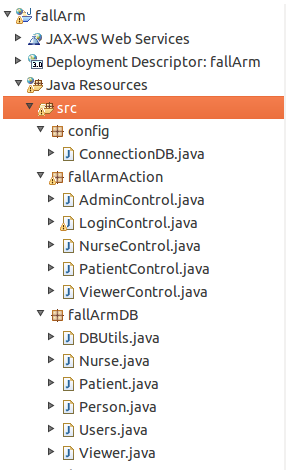 fallArm
JAX-WS Web Services
3.0 Deployment Descriptor: fallArm
Java Resources
src
config
J ConnectionDB.java
fallArmAction
J AdminControl.java
J LoginControl.java
J NurseControl.java
J PatientControl.java
J ViewerControl.java
fallArmDB
J DBUtils.java
J Nurse.java
J Patient.java
J Person.java
J Users.java
J Viewer.java